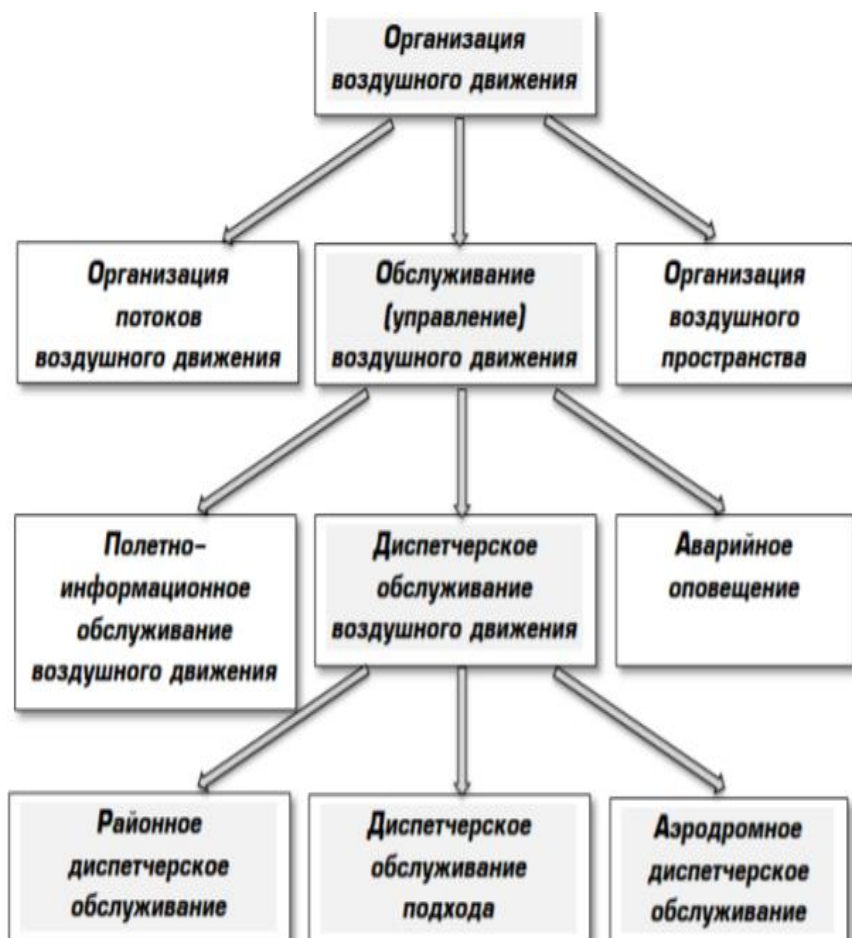 Организация
воздушного движения
Организация
потоков
воздушного движения
Обслуживание
(управление)
воздушного движения
Организация
воздушного
пространства
Полетно-
информационное
обслуживание
воздушного движения
Диспетчерское
обслуживание
воздушного движения
Аварийное
оповещение
Районное
диспетчерское
обслуживание
Диспетчерское
обслуживание
подхода
Аэродромное
диспетчерское
обслуживание